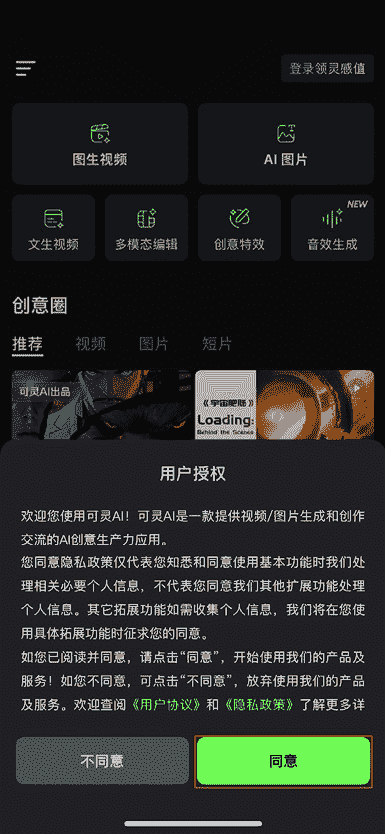 登录领灵感值
图生视频
AI 图片
NEW
文生视频
多模态编辑
创意特效
音效生成
创意圈
推荐
视频
图片
短片
可灵AI出品
《宇宙肥肠》
Loading:
Behind the Scenes
用户授权
欢迎您使用可灵AI！可灵AI是一款提供视频/图片生成和创作
交流的AI创意生产力应用。
您同意隐私政策仅代表您知悉和同意使用基本功能时我们处
理相关必要个人信息，不代表您同意我们其他扩展功能处理
个人信息。其它拓展功能如需收集个人信息，我们将在您使
用具体拓展功能时征求您的同意。
如您已阅读并同意，请点击“同意”，开始使用我们的产品及
服务！如您不同意，可点击“不同意”，放弃使用我们的产品
及服务。欢迎查阅《用户协议》和《隐私政策》了解更多详
不同意
同意